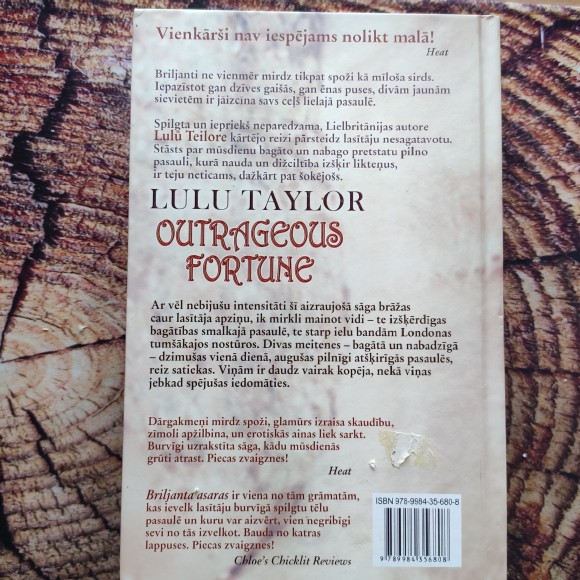 Vienkārši nav iespējams nolikt malā!
Heat
Briljanti ne vienmēr mirdz tikpat spoži kā mīloša sirds.
Iepazīstot gan dzīves gaišās, gan ēnas puses, divām jaunām
sievietēm ir jāizcīna savs ceļš lielajā pasaulē.
Spilgta un iepriekš neparedzama, Lielbritānijas autore
Lulū Teilore kārtējo reizi pārsteidz lasītāju nesagatavotu.
Stāsts par mūsdienu bagāto un nabago pretstatu pilno
pasauli, kurā nauda un dižciltība izšķir likteņus,
ir teju neticams, dažkārt pat šokējošs.
LULU TAYLOR
OUTRAGEOUS
FORTUNE
Ar vēl nebijušu intensitāti šī aizraujošā sāga brāžas
caur lasītāja apziņu, ik mirkli mainot vidi – te izšķērdīgas
bagātības smalkajā pasaulē, te starp ielu bandām Londonas
tumšākajos nostūros. Divas meitenes – bagātā un nabadzīgā
– dzimušas vienā dienā, augušas pilnīgi atšķirīgās pasaulēs,
reiz satiekas. Viņām ir daudz vairak kopēja, nekā viņas
jebkad spējušas iedomāties.
Dārgakmeņi mirdz spoži, glamūrs izraisa skaudību,
zīmoli apžilbina, un erotiskās ainas liek sarkt.
Burvīgi uzrakstīta sāga, kādu mūsdienās
grūti atrast. Piecas zvaigznes!
Heat
Briljanta asaras ir viena no tām grāmatām,
kas ievelk lasītāju burvīgā spilgtu tēlu
pasaulē un kuru var aizvērt, vien negribīgi
sevi no tās izvelkot. Bauda no katras
lappuses. Piecas zvaigznes!
Chloe's Chicklit Reviews
ISBN 978-9984-35-680-8
9 789984 356808